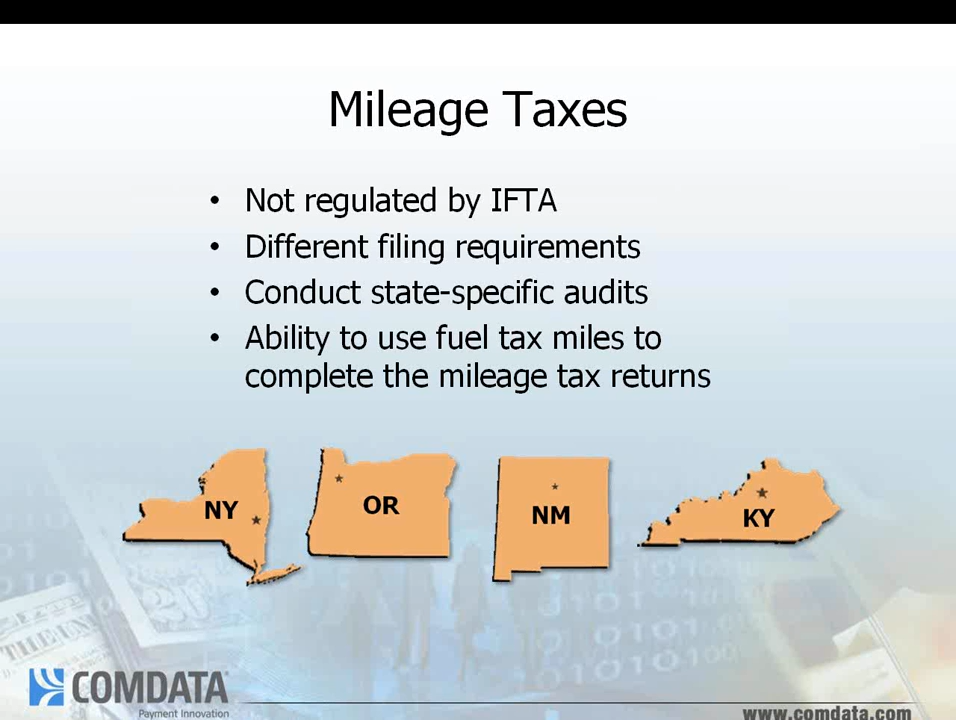 Mileage Taxes
• Not regulated by IFTA
• Different filing requirements
• Conduct state-specific audits
• Ability to use fuel tax miles to
complete the mileage tax returns
NY
OR
NM
KY
COMDATA
Payment Innovation
www.comdata.com